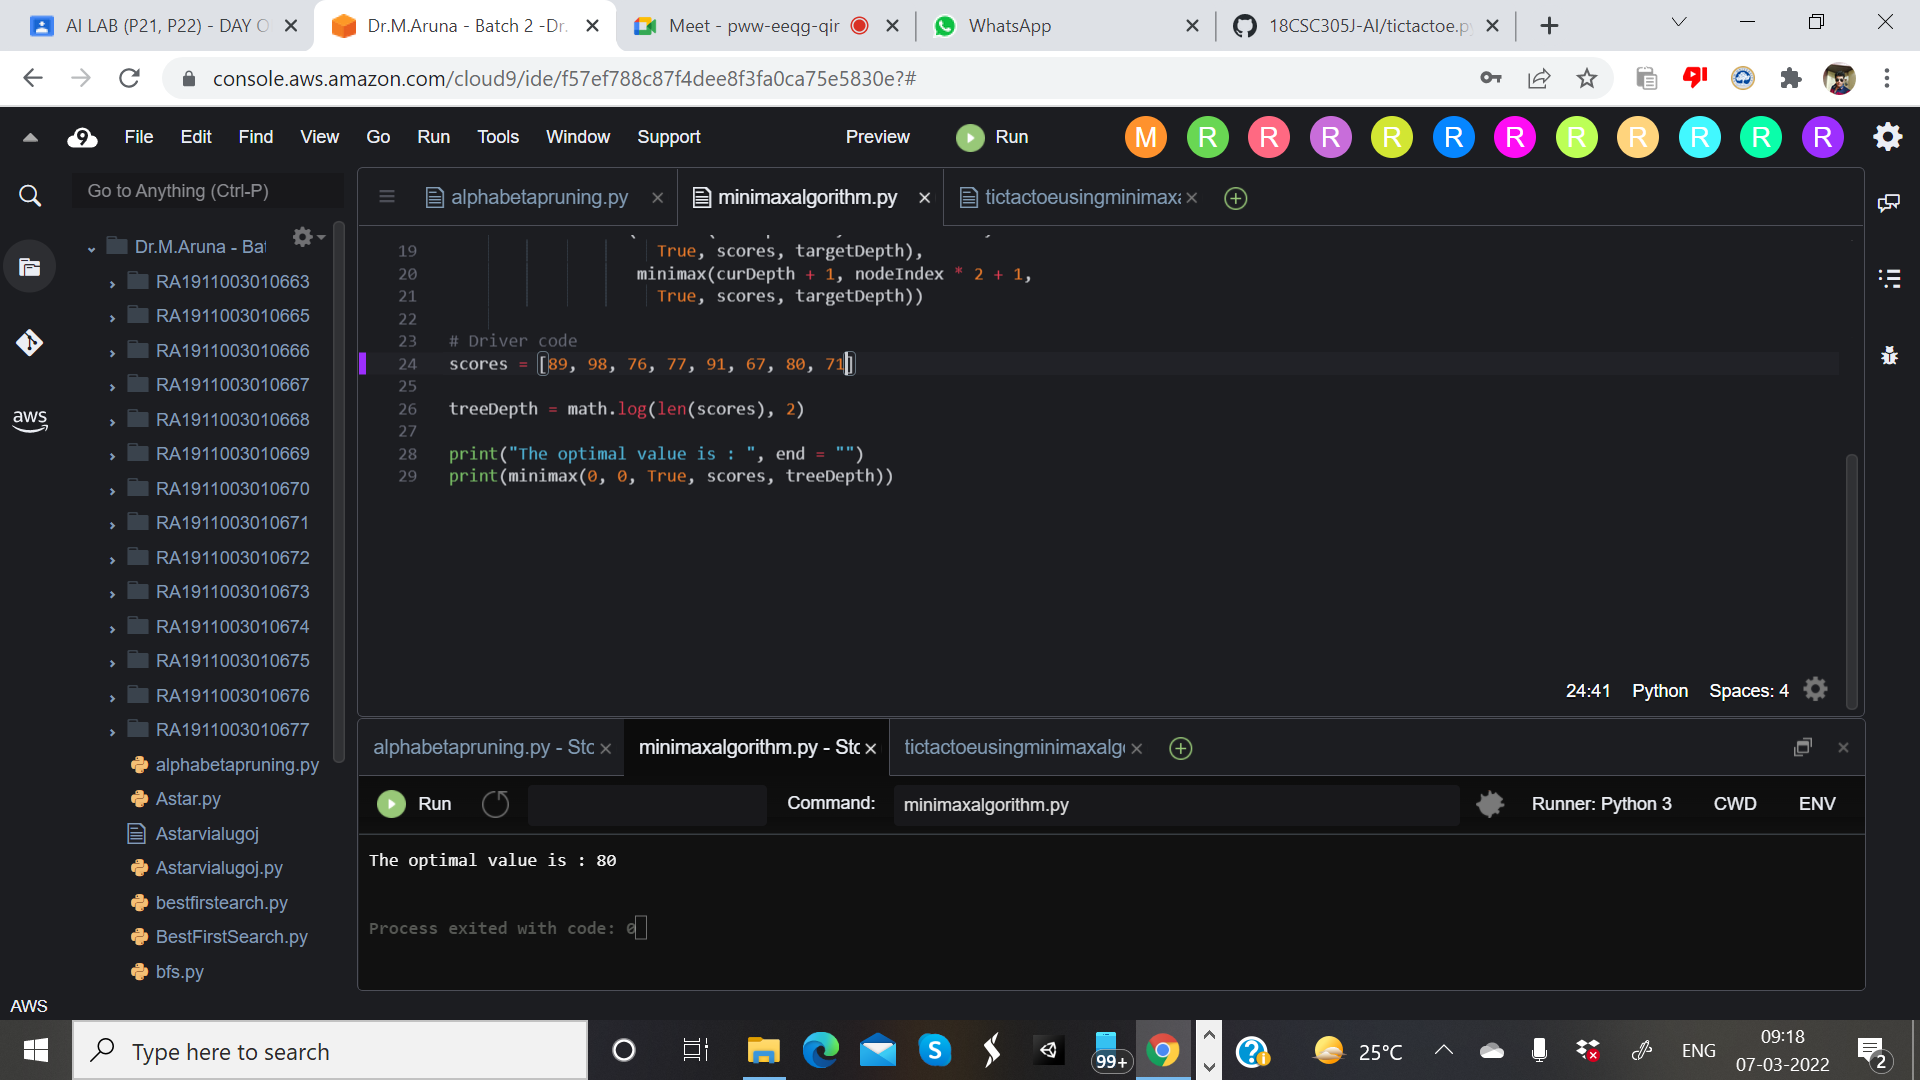 AI LAB (P21, P22) - DAY O
Dr.M.Aruna - Batch 2 -Dr.
Meet - pww-eeqg-qir
WhatsApp
18CSC305J-AI/tictactoe.py
console.aws.amazon.com/cloud9/ide/f57ef788c87f4dee8f3fa0ca75e5830e?#
9 File Edit Find View Go Run Tools Window Support Preview Run M R R R R R R R R R R R
Go to Anything (Ctrl-P)
alphabetapruning.py minimaxalgorithm.py tictactoeusingminimaxa
Dr.M.Aruna - Bat
RA1911003010663
RA1911003010665
RA1911003010666
RA1911003010667
RA1911003010668
RA1911003010669
RA1911003010670
RA1911003010671
RA1911003010672
RA1911003010673
RA1911003010674
RA1911003010675
RA1911003010676
RA1911003010677
alphabetapruning.py
Astar.py
Astarvialugoj
Astarvialugoj.py
bestfirstearch.py
BestFirstSearch.py
bfs.py
aws
AWS
19 True, scores, targetDepth),
20 minimax(curDepth + 1, nodeIndex * 2 + 1,
21 True, scores, targetDepth))
22
23 # Driver code
24 scores = [89, 98, 76, 77, 91, 67, 80, 71]
25
26 treeDepth = math.log(len(scores), 2)
27
28 print("The optimal value is : ", end = "")
29 print(minimax(0, 0, True, scores, treeDepth))
24:41 Python Spaces: 4
alphabetapruning.py - Stc minimaxalgorithm.py - Stc tictactoeusingminimaxalg
Run Command: minimaxalgorithm.py Runner: Python 3 CWD ENV
The optimal value is : 80
Process exited with code: 0
Type here to search
99+
25°C
ENG
09:18
07-03-2022
2